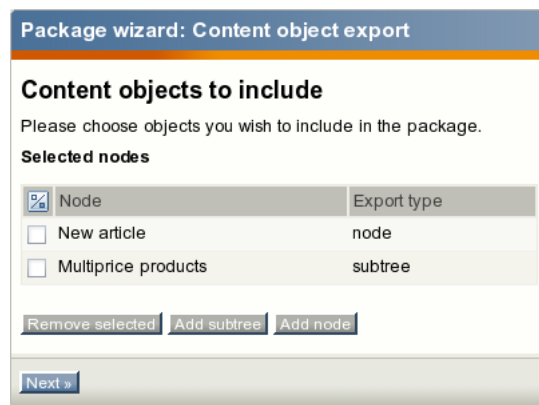 Package wizard: Content object export
Content objects to include
Please choose objects you wish to include in the package.
Selected nodes
Node Export type
New article node
Multiprice products subtree
Remove selected Add subtree Add node
Next »